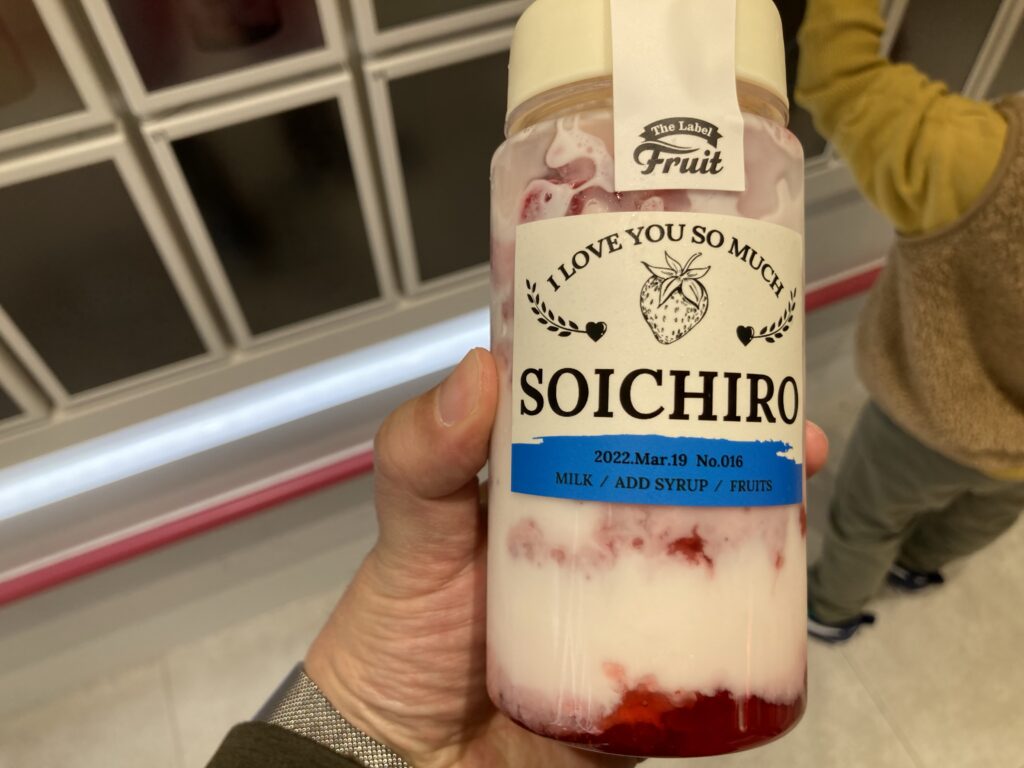 The Label
Fruit
I LOVE YOU SO MUCH
SOICHIRO
2022.Mar.19 No.016
MILK / ADD SYRUP / FRUITS